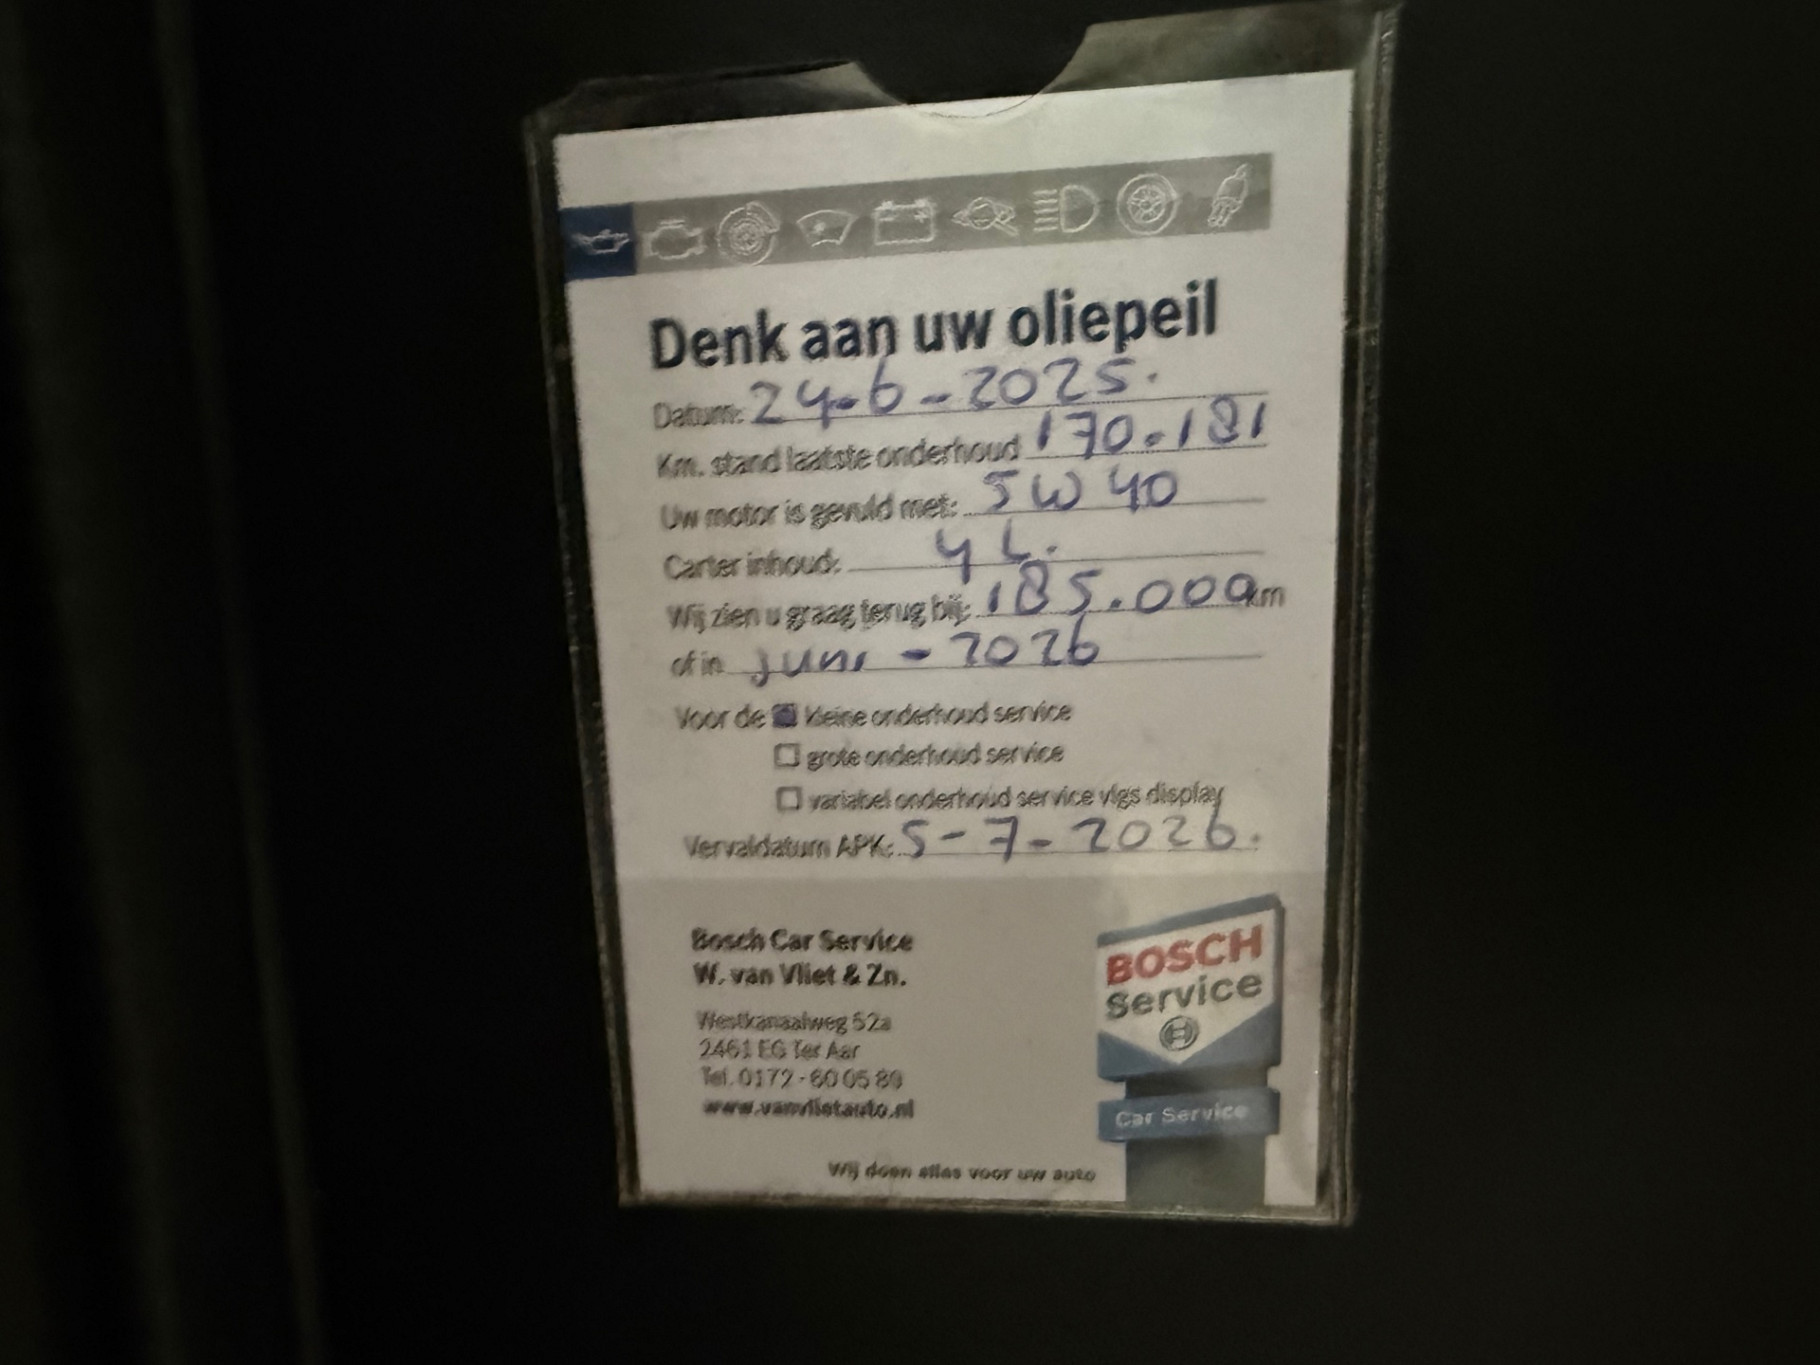 Denk aan uw oliepeil
Datum: 24-6-2025.
Km. stand laatste onderhoud 170.181
Uw motor is gevuld met: 5W40
Carter inhoud: 4 L.
Wij zien u graag terug bij: 185.000 km
of in juni - 2026
Voor de kleine onderhoud service
grote onderhoud service
variabel onderhoud service vlgs display
Vervaldatum APK: 5-7-2026.
Bosch Car Service
W. van Vliet & Zn.
Westkanaalweg 52a
2461 EG Ter Aar
Tel. 0172 - 60 05 89
www.vanvlietauto.nl
BOSCH
Service
Car Service
Wij doen alles voor uw auto